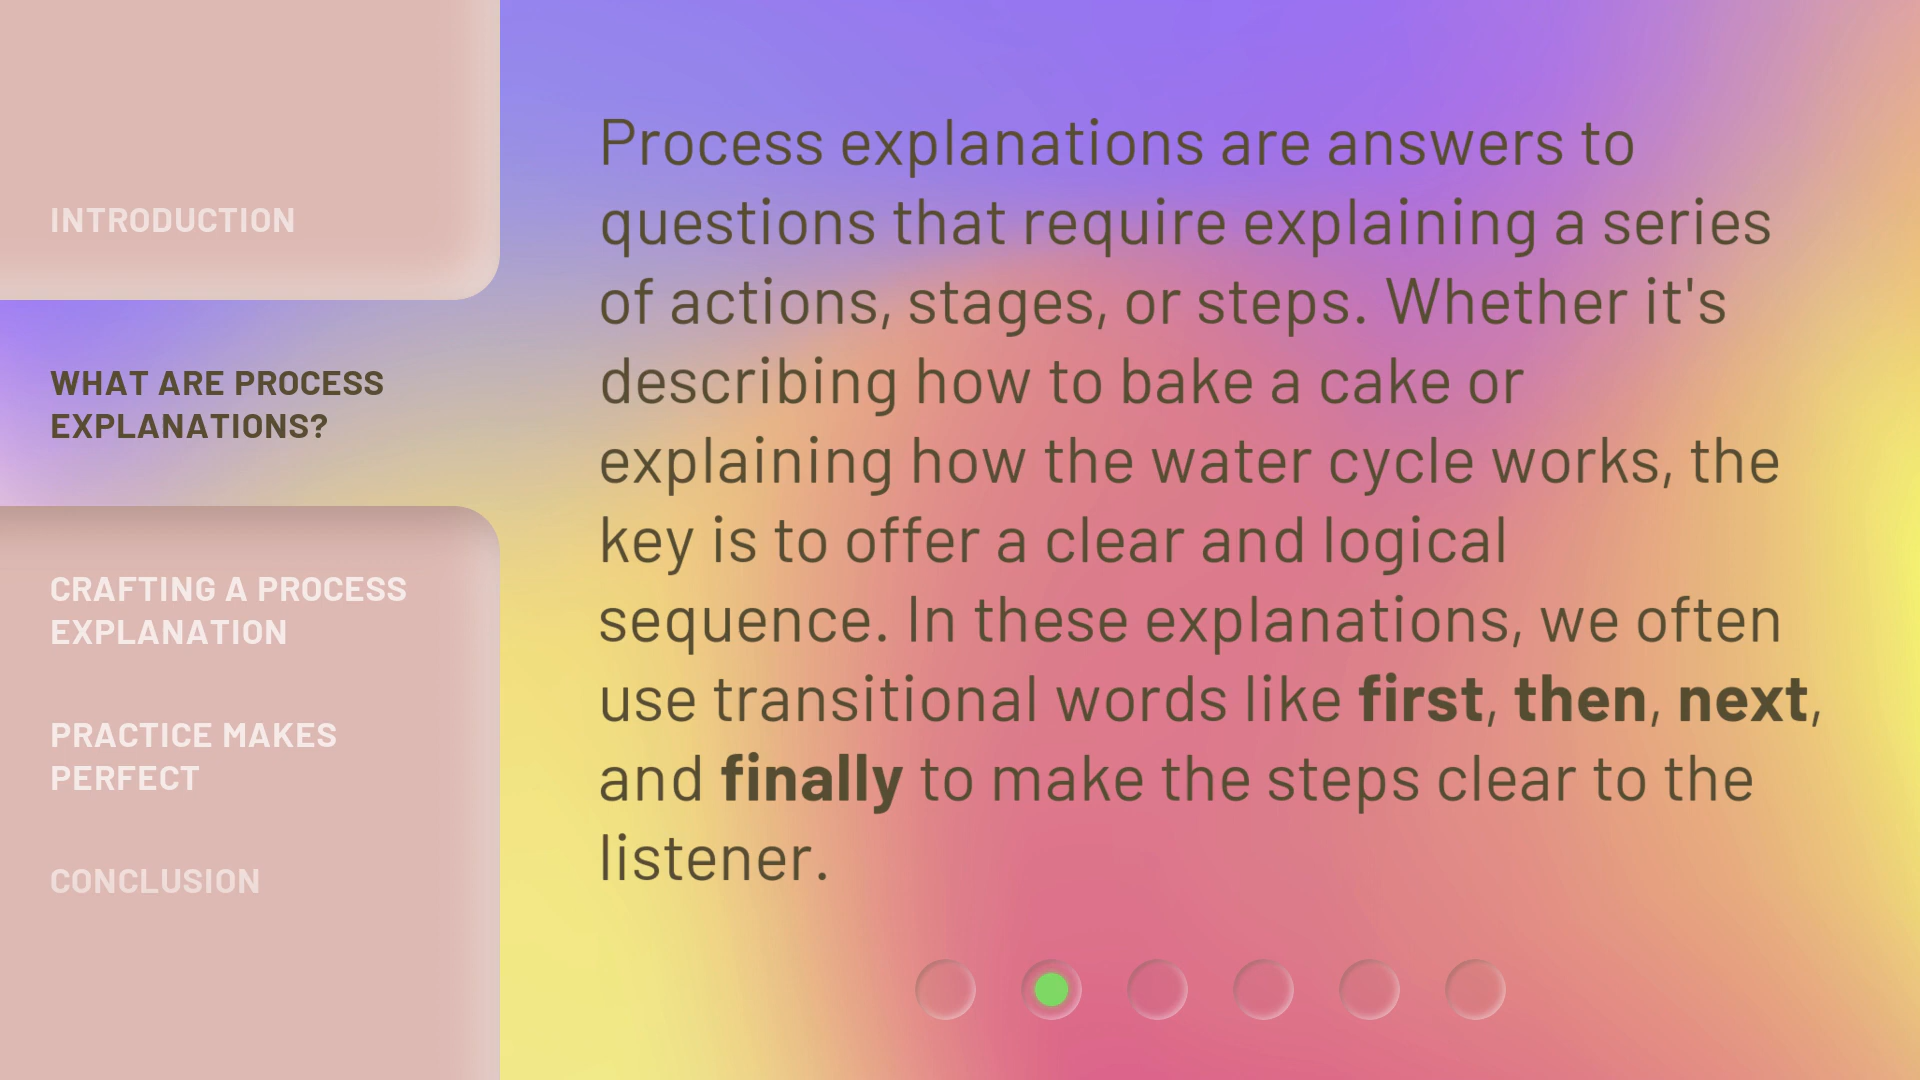 INTRODUCTION
WHAT ARE PROCESS
EXPLANATIONS?
CRAFTING A PROCESS
EXPLANATION
PRACTICE MAKES
PERFECT
CONCLUSION
Process explanations are answers to
questions that require explaining a series
of actions, stages, or steps. Whether it's
describing how to bake a cake or
explaining how the water cycle works, the
key is to offer a clear and logical
sequence. In these explanations, we often
use transitional words like first, then, next,
and finally to make the steps clear to the
listener.